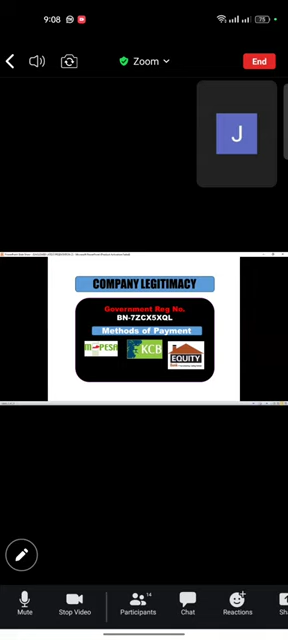 9:08
75
Zoom
End
J
COMPANY LEGITIMACY
Government Reg No.
BN-7ZCX5XQL
Methods of Payment
KCB
EQUITY
14
Mute
Stop Video
Participants
Chat
Reactions